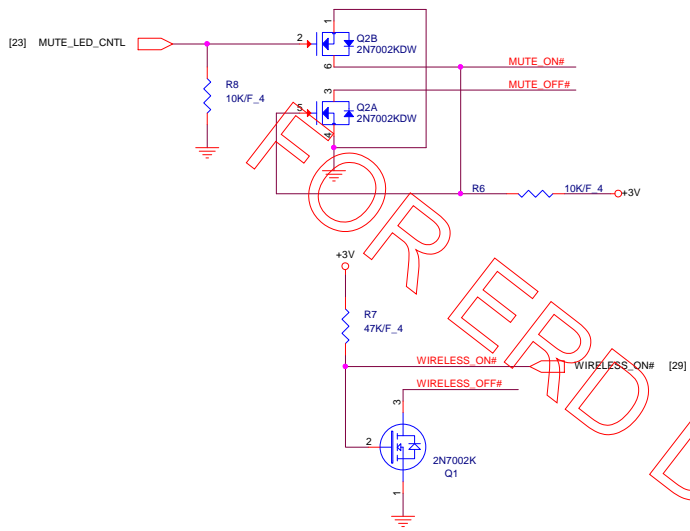 1
[23] MUTE_LED_CNTL
2
Q2B
2N7002KDW
6
MUTE_ON#
R8
10K/F_4
3
MUTE_OFF#
5
Q2A
2N7002KDW
4
R6
10K/F_4
+3V
+3V
R7
47K/F_4
WIRELESS_ON#
WIRELESS_ON# [29]
WIRELESS_OFF#
3
2
2N7002K
Q1
1
FOR ERD